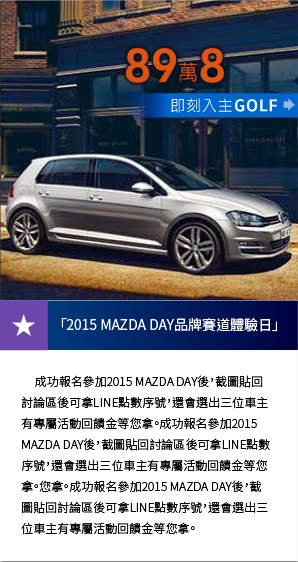 89萬8
即刻入主GOLF
「2015 MAZDA DAY品牌賽道體驗日」
成功報名參加2015 MAZDA DAY後，截圖貼回
討論區後可拿LINE點數序號，還會選出三位車主
有專屬活動回饋金等您拿。成功報名參加2015
MAZDA DAY後，截圖貼回討論區後可拿LINE點數
序號，還會選出三位車主有專屬活動回饋金等您
拿。您拿。成功報名參加2015 MAZDA DAY後，截
圖貼回討論區後可拿LINE點數序號，還會選出三
位車主有專屬活動回饋金等您拿。